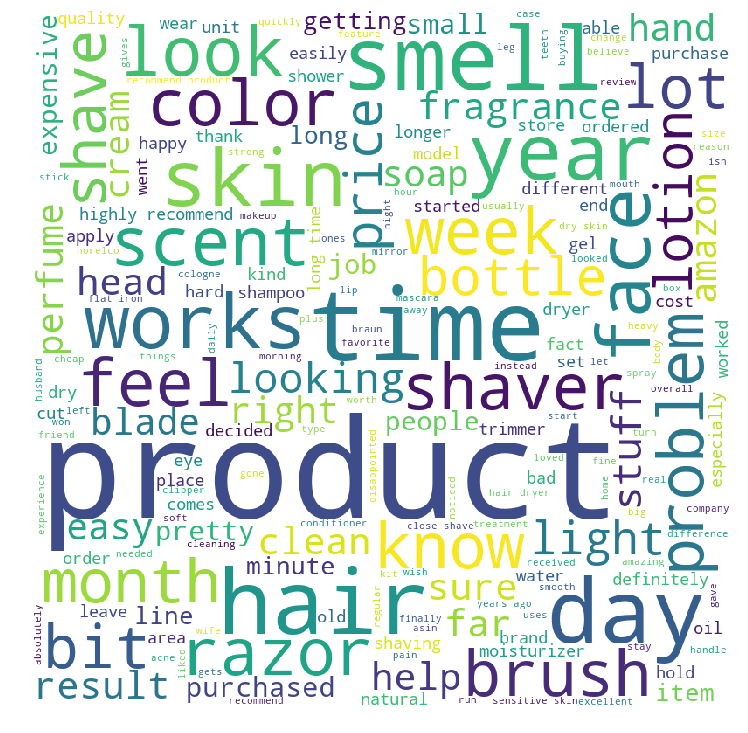 quality
wear
unit
quickly
getting
small
leg
case
teeth
buying
able
change
believe
hand
expensive
shave
gives
look
recommend product
easily
shower
feature
smell
purchase
review
lot
cream
color
price
fragrance
stick
went
happy
thank
long
longer
store
ordered
size
reason
ish
strong
skin
soap
model
hour
year
mouth
different
face
lotion
amazon
highly recommend
makeup
night
started
usually
dry skin
end
perfume
apply
norelco
scent
long time
ones
mirror
week
gel
looked
head
cologne
kind
job
lip
mascara
away
bottle
box
cost
flat iron
hard
shampoo
plus
works
time
dryer
set
let
spray
heavy
body
problem
worked
husband
cheap
things
daily
morning
braun
favorite
fact
instead
overall
especially
dry
feel
looking
worth
shaver
stuff
cut
left
won
friend
blade
right
type
people
trimmer
start
turn
decided
experience
product
eye
gone
disappointed
noticed
loved
bad
fine
home
real
place
clipper
comes
hair dryer
big
company
easy
soft
pretty
conditioner
clean
close shave
treatment
know
light
difference
order
needed
cleaning
minute
kit
wish
received
amazing
water
smooth
definitely
month
hair
regular
sure
day
gave
absolutely
leave
line
old
finally
asin
years ago
uses
far
brand
oil
bit
area
wife
acne
liked
razor
shaving
pain
moisturizer
stay
handle
result
gets
purchased
natural
help
brush
hold
item
recommend
run
sensitive skin
excellent